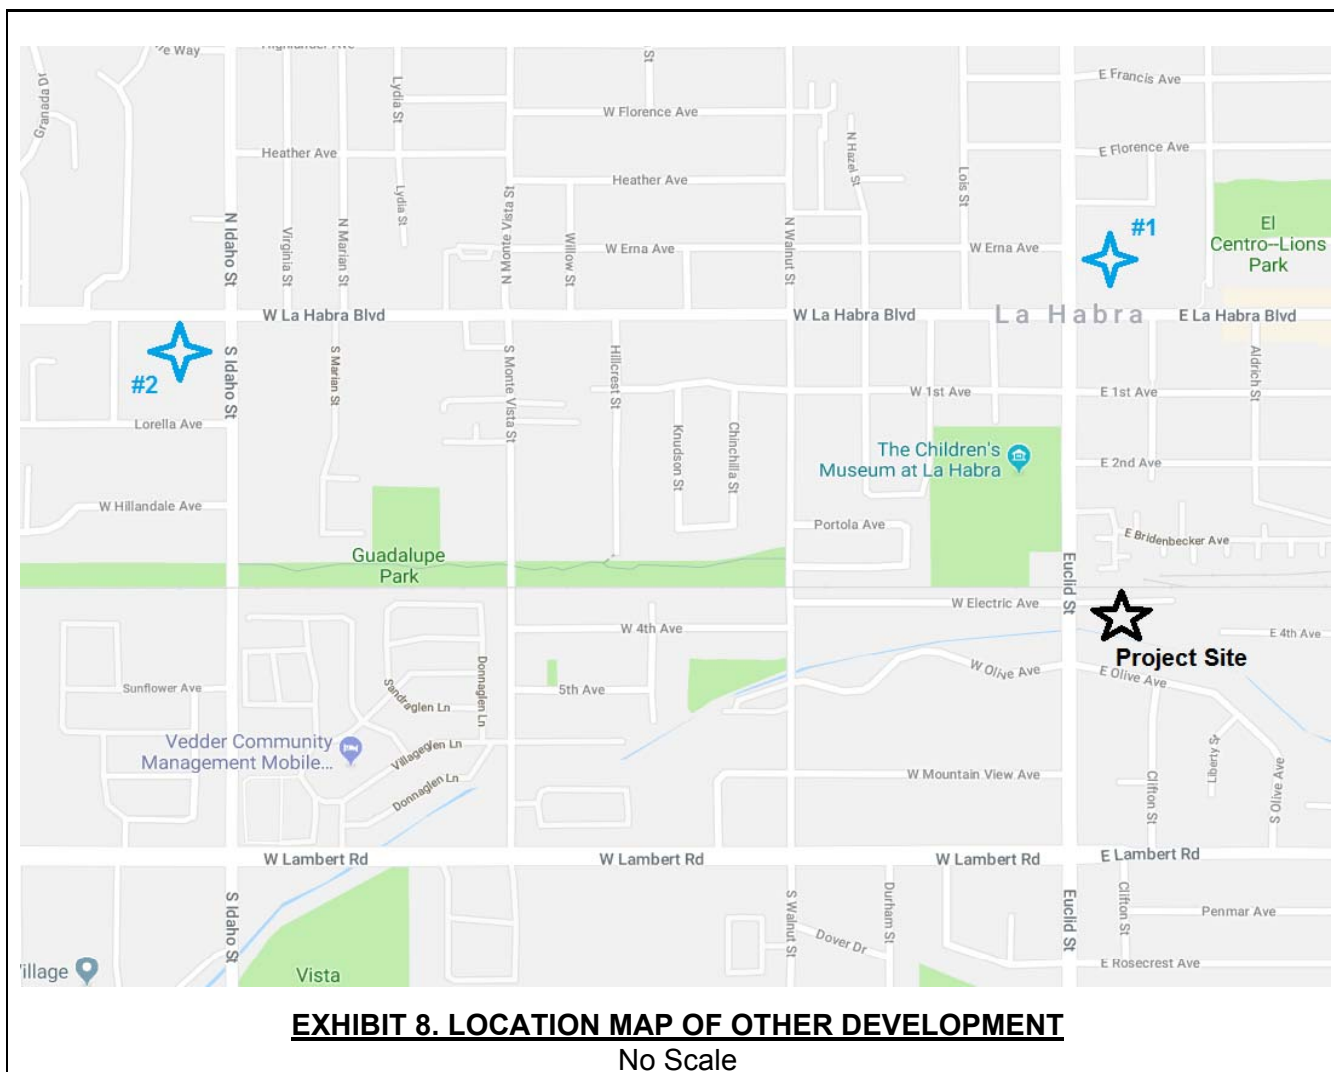 Highlander Ave
St
E Francis Ave
Granada Dr
Lydia St
W Florence Ave
E Florence Ave
N Hazel St
Heather Ave
Heather Ave
Lois St
Lydia St
N Monte Vista St
N Idaho St
Virginia St
N Marian St
Willow St
W Erna Ave
N Walnut St
W Erna Ave
#1
El
Centro–Lions
Park
W La Habra Blvd
W La Habra Blvd
La Habra
E La Habra Blvd
#2
S Idaho St
S Marian St
S Monte Vista St
Hillcrest St
Aldrich St
W 1st Ave
E 1st Ave
Lorella Ave
Knudson St
Chinchilla St
The Children's
Museum at La Habra
E 2nd Ave
W Hillandale Ave
Portola Ave
E Bridenbecker Ave
Guadalupe
Park
Euclid St
W Electric Ave
W 4th Ave
E 4th Ave
Project Site
W Olive Ave
E Olive Ave
Sunflower Ave
Sandraglen Ln
Donnaglen Ln
5th Ave
Vedder Community
Management Mobile...
Villageglen Ln
Donnaglen Ln
W Mountain View Ave
Clifton St
Liberty St
S Olive Ave
W Lambert Rd
W Lambert Rd
W Lambert Rd
E Lambert Rd
S Idaho St
S Walnut St
Durham St
Euclid St
Clifton St
Penmar Ave
Dover Dr
E Rosecrest Ave
Vista
EXHIBIT 8. LOCATION MAP OF OTHER DEVELOPMENT
No Scale